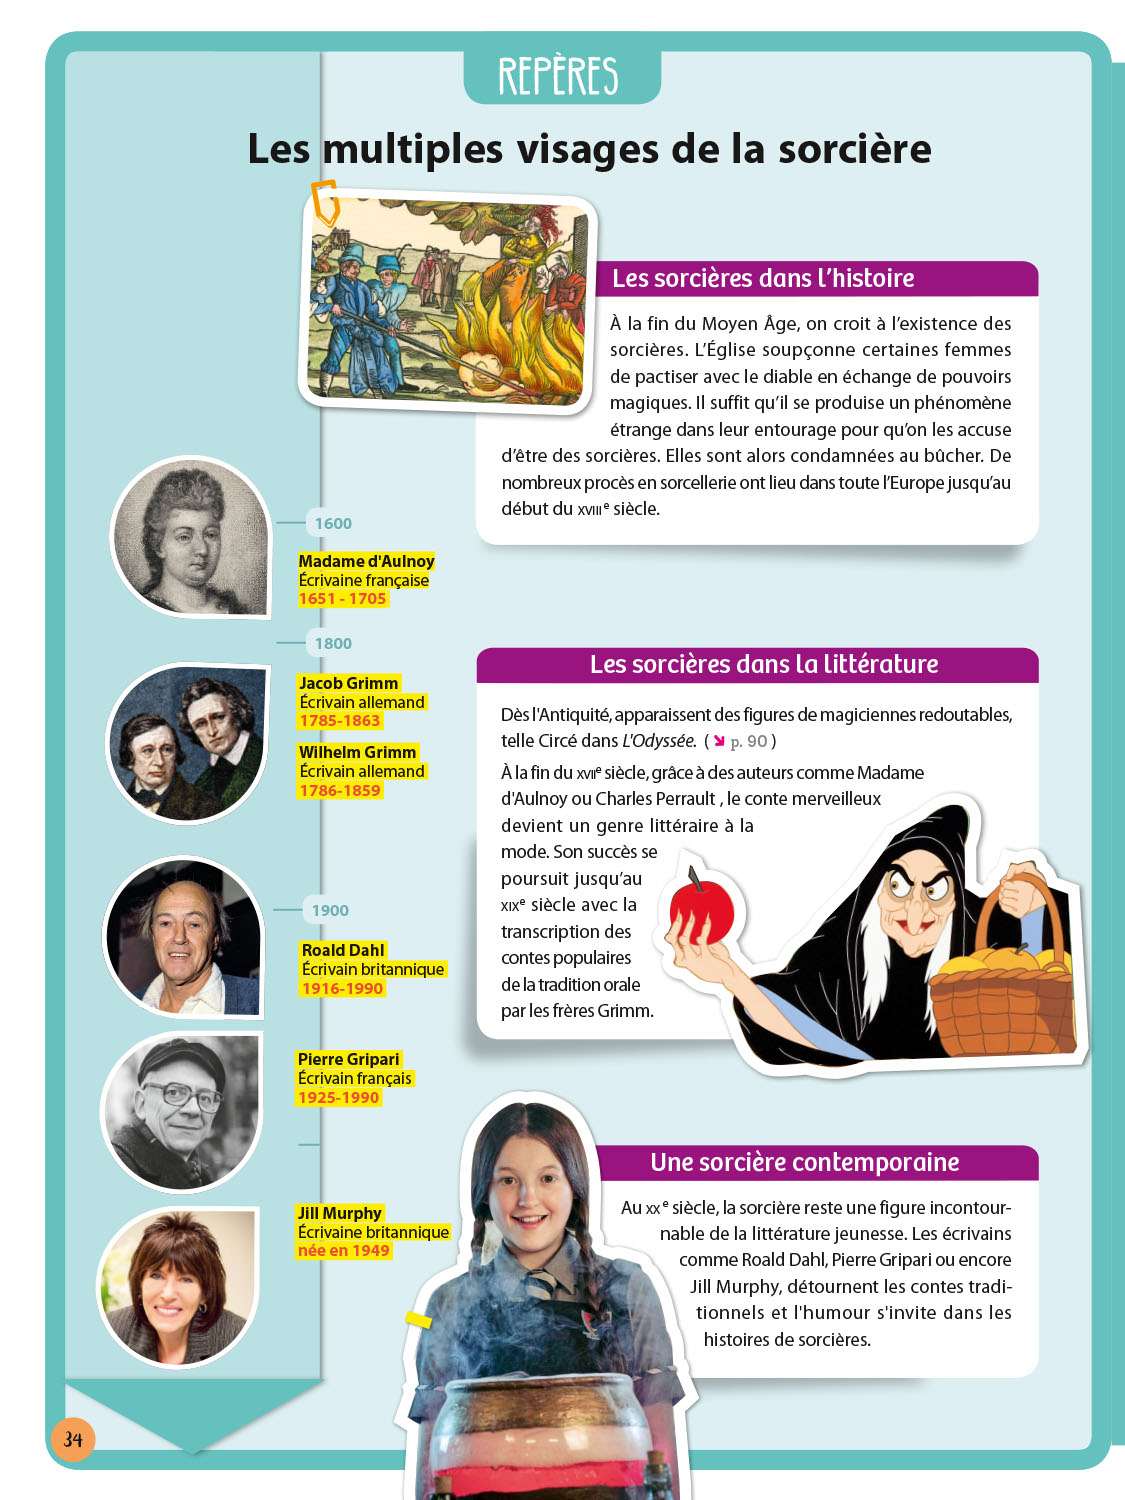 REPÈRES
Les multiples visages de la sorcière
Les sorcières dans l'histoire
À la fin du Moyen Âge, on croit à l'existence des
sorcières. L'Église soupçonne certaines femmes
de pactiser avec le diable en échange de pouvoirs
magiques. Il suffit qu'il se produise un phénomène
étrange dans leur entourage pour qu'on les accuse
d'être des sorcières. Elles sont alors condamnées au bûcher. De
nombreux procès en sorcellerie ont lieu dans toute l'Europe jusqu'au
début du XVIIIe siècle.
1600
Madame d'Aulnoy
Écrivaine française
1651 - 1705
1800
Jacob Grimm
Écrivain allemand
1785-1863
Wilhelm Grimm
Écrivain allemand
1786-1859
1900
Roald Dahl
Écrivain britannique
1916-1990
Pierre Gripari
Écrivain français
1925-1990
Jill Murphy
Écrivaine britannique
née en 1949
Les sorcières dans la littérature
Dès l'Antiquité, apparaissent des figures de magiciennes redoutables,
telle Circé dans L'Odyssée. ( ➘ p. 90 )
À la fin du XVIIe siècle, grâce à des auteurs comme Madame
d'Aulnoy ou Charles Perrault , le conte merveilleux
devient un genre littéraire à la
mode. Son succès se
poursuit jusqu'au
XIXe siècle avec la
transcription des
contes populaires
de la tradition orale
par les frères Grimm.
Une sorcière contemporaine
Au XXe siècle, la sorcière reste une figure incontour-
nable de la littérature jeunesse. Les écrivains
comme Roald Dahl, Pierre Gripari ou encore
Jill Murphy, détournent les contes tradi-
tionnels et l'humour s'invite dans les
histoires de sorcières.
34